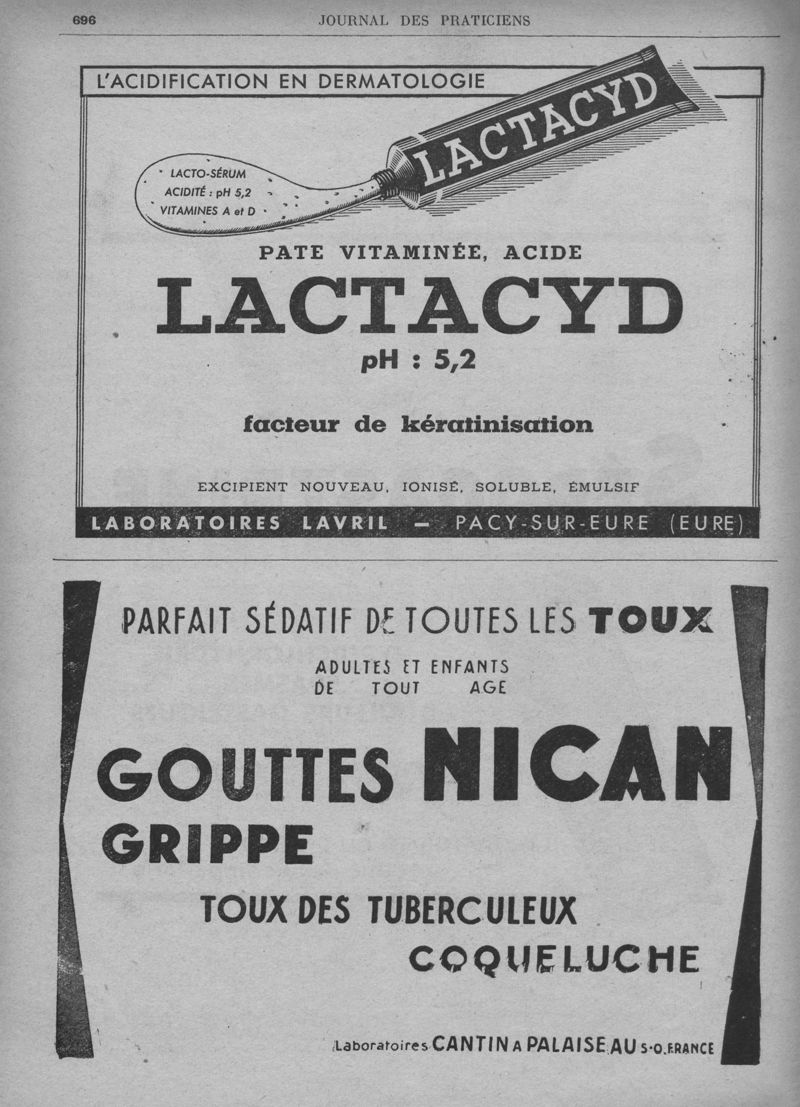 696
JOURNAL DES PRATICIENS
L'ACIDIFICATION EN DERMATOLOGIE
LACTACYD
LACTO-SÉRUM
ACIDITÉ : pH 5,2
VITAMINES A et D
PATE VITAMINÉE, ACIDE
LACTACYD
pH : 5,2
facteur de kératinisation
EXCIPIENT NOUVEAU, IONISÉ, SOLUBLE, ÉMULSIF
LABORATOIRES LAVRIL — PACY-SUR-EURE (EURE)
PARFAIT SÉDATIF DE TOUTES LES TOUX
ADULTES ET ENFANTS
DE TOUT AGE
GOUTTES NICAN
GRIPPE
TOUX DES TUBERCULEUX
COQUELUCHE
Laboratoires CANTIN A PALAISEAU S-O. FRANCE